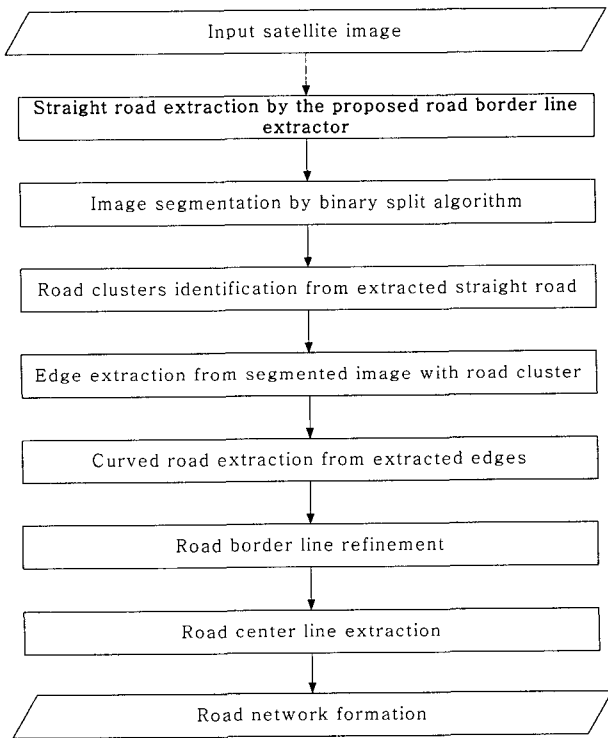 Input satellite image
Straight road extraction by the proposed road border line
extractor
Image segmentation by binary split algorithm
Road clusters identification from extracted straight road
Edge extraction from segmented image with road cluster
Curved road extraction from extracted edges
Road border line refinement
Road center line extraction
Road network formation